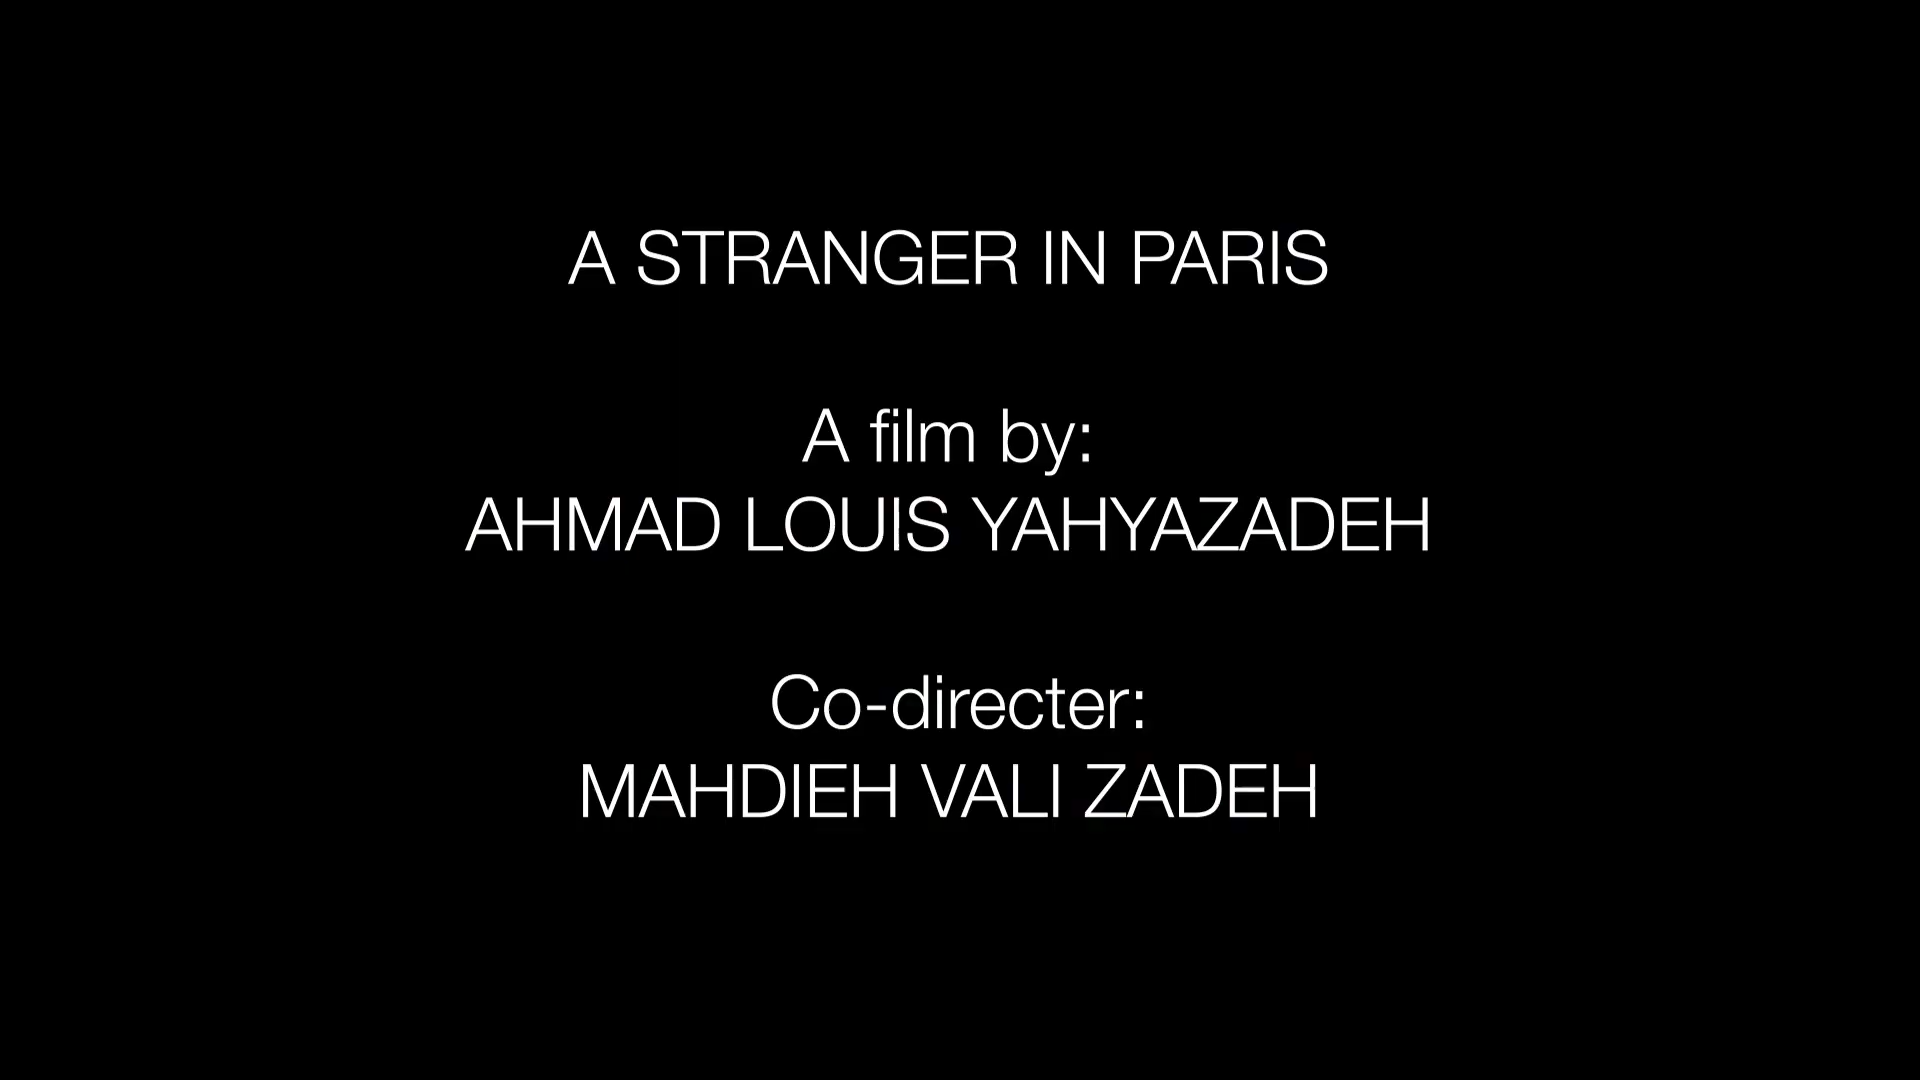 A STRANGER IN PARIS
A film by:
AHMAD LOUIS YAHYAZADEH
Co-directer:
MAHDIEH VALI ZADEH